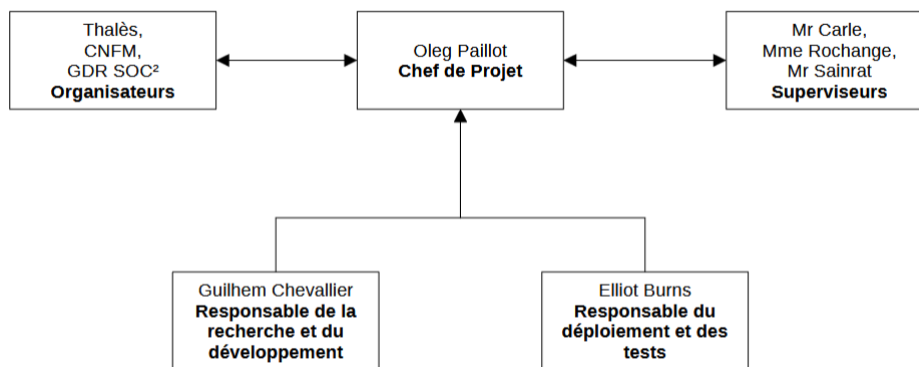 Thalès,
CNFM,
GDR SOC²
Organisateurs
Oleg Paillot
Chef de Projet
Mr Carle,
Mme Rochange,
Mr Sainrat
Superviseurs
Guilhem Chevallier
Responsable de la
recherche et du
développement
Elliot Burns
Responsable du
déploiement et des
tests